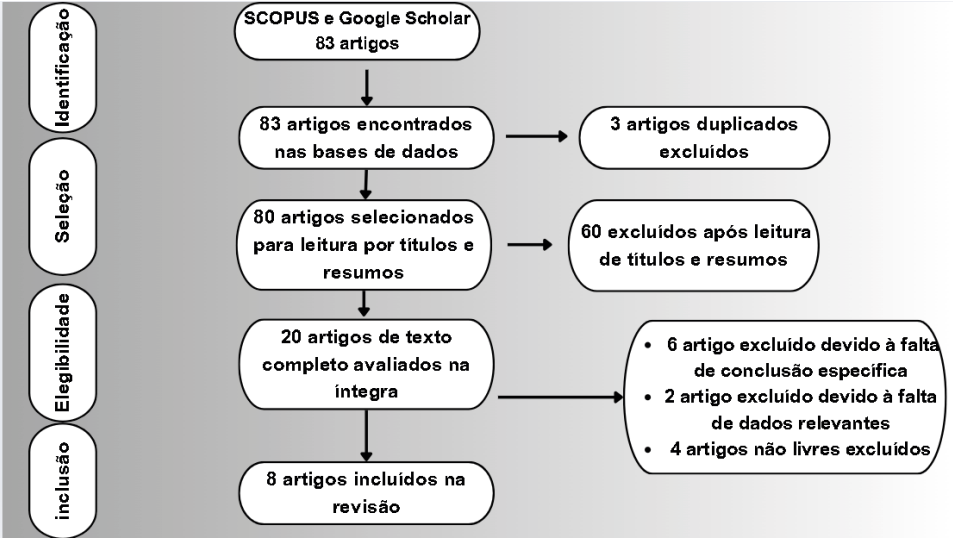 Identificação
SCOPUS e Google Scholar
83 artigos
83 artigos encontrados
nas bases de dados
3 artigos duplicados
excluídos
Seleção
80 artigos selecionados
para leitura por títulos e
resumos
60 excluídos após leitura
de títulos e resumos
Elegibilidade
20 artigos de texto
completo avaliados na
íntegra
• 6 artigo excluído devido à falta
de conclusão específica
• 2 artigo excluído devido à falta
de dados relevantes
• 4 artigos não livres excluídos
inclusão
8 artigos incluídos na
revisão